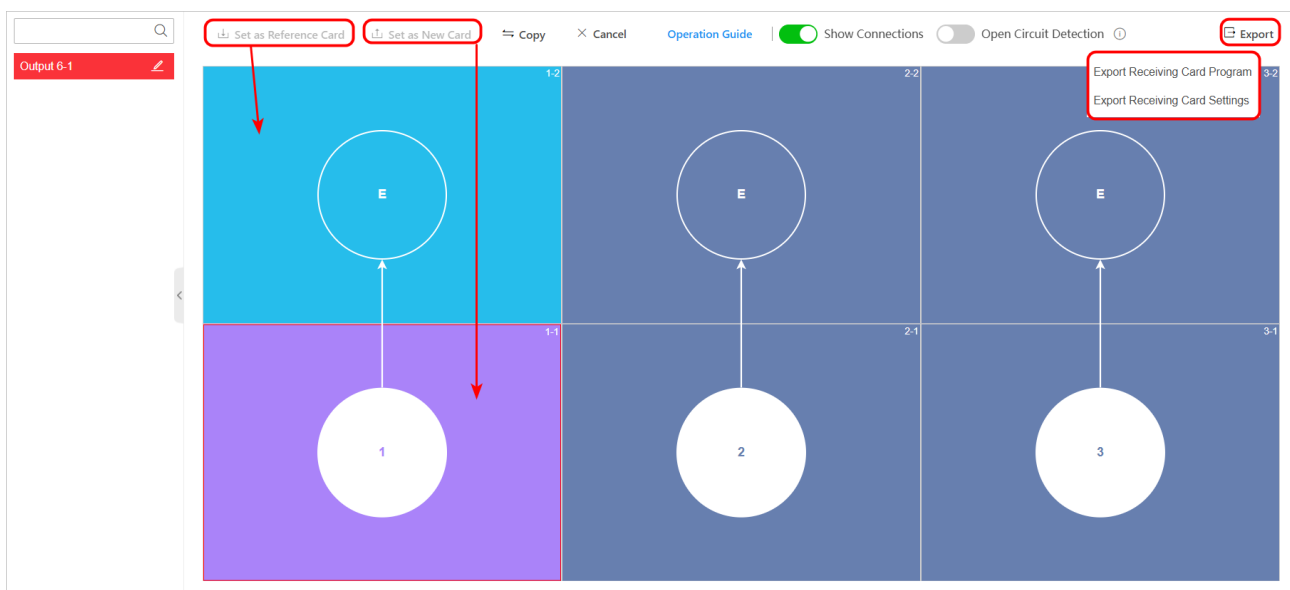 Set as Reference Card Set as New Card Copy Cancel Operation Guide Show Connections Open Circuit Detection Export
Output 6-1
Export Receiving Card Program
Export Receiving Card Settings
1-2 2-2 3-2
E E E
1-1 2-1 3-1
1 2 3